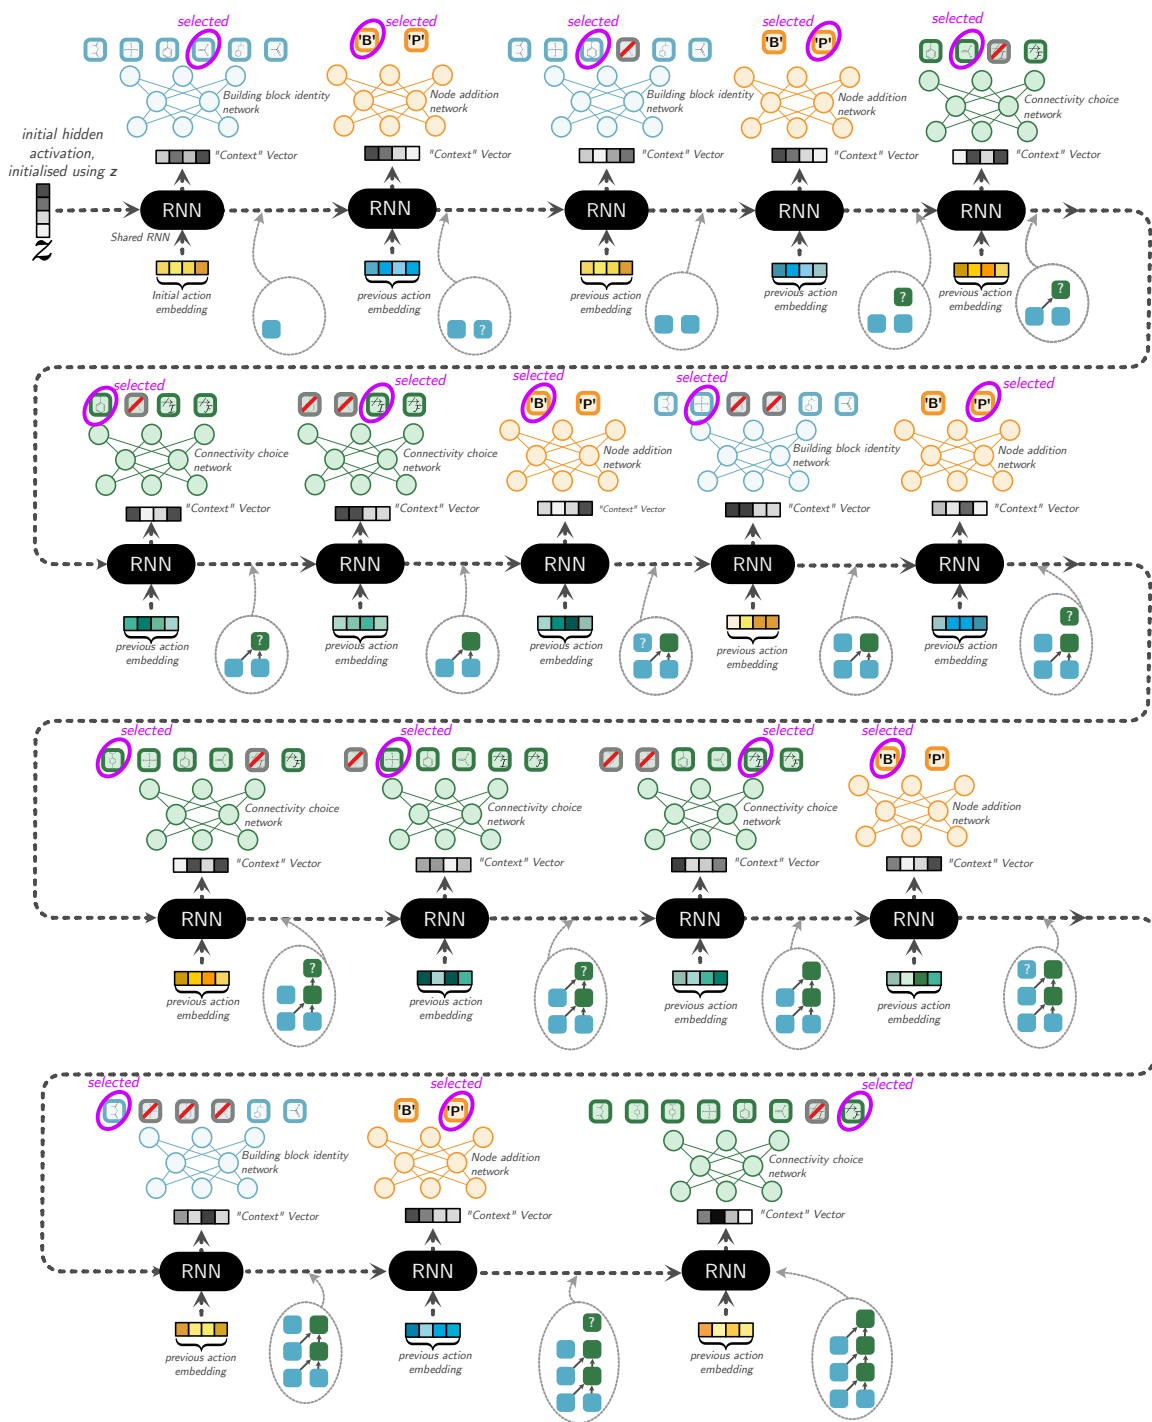 selected
selected
selected
selected
selected
'B'
'P'
'B'
'P'
Building block identity
network
Node addition
network
Building block identity
network
Node addition
network
Connectivity choice
network
initial hidden
activation,
initialised using z
"Context" Vector
"Context" Vector
"Context" Vector
"Context" Vector
"Context" Vector
RNN
RNN
RNN
RNN
RNN
z
Shared RNN
Initial action
embedding
previous action
embedding
previous action
embedding
previous action
embedding
previous action
embedding
?
?
?
selected
selected
selected
selected
selected
I
F
I
F
'B'
'P'
'B'
'P'
Connectivity choice
network
Connectivity choice
network
Node addition
network
Building block identity
network
Node addition
network
"Context" Vector
"Context" Vector
"Context" Vector
"Context" Vector
"Context" Vector
RNN
RNN
RNN
RNN
RNN
previous action
embedding
previous action
embedding
previous action
embedding
previous action
embedding
previous action
embedding
?
?
?
selected
selected
selected
selected
F
I
F
I
F
'B'
'P'
Connectivity choice
network
Connectivity choice
network
Connectivity choice
network
Node addition
network
"Context" Vector
"Context" Vector
"Context" Vector
"Context" Vector
RNN
RNN
RNN
RNN
previous action
embedding
previous action
embedding
previous action
embedding
previous action
embedding
?
?
?
selected
selected
selected
'B'
'P'
F
Building block identity
network
Node addition
network
Connectivity choice
network
"Context" Vector
"Context" Vector
"Context" Vector
RNN
RNN
RNN
previous action
embedding
previous action
embedding
previous action
embedding
?